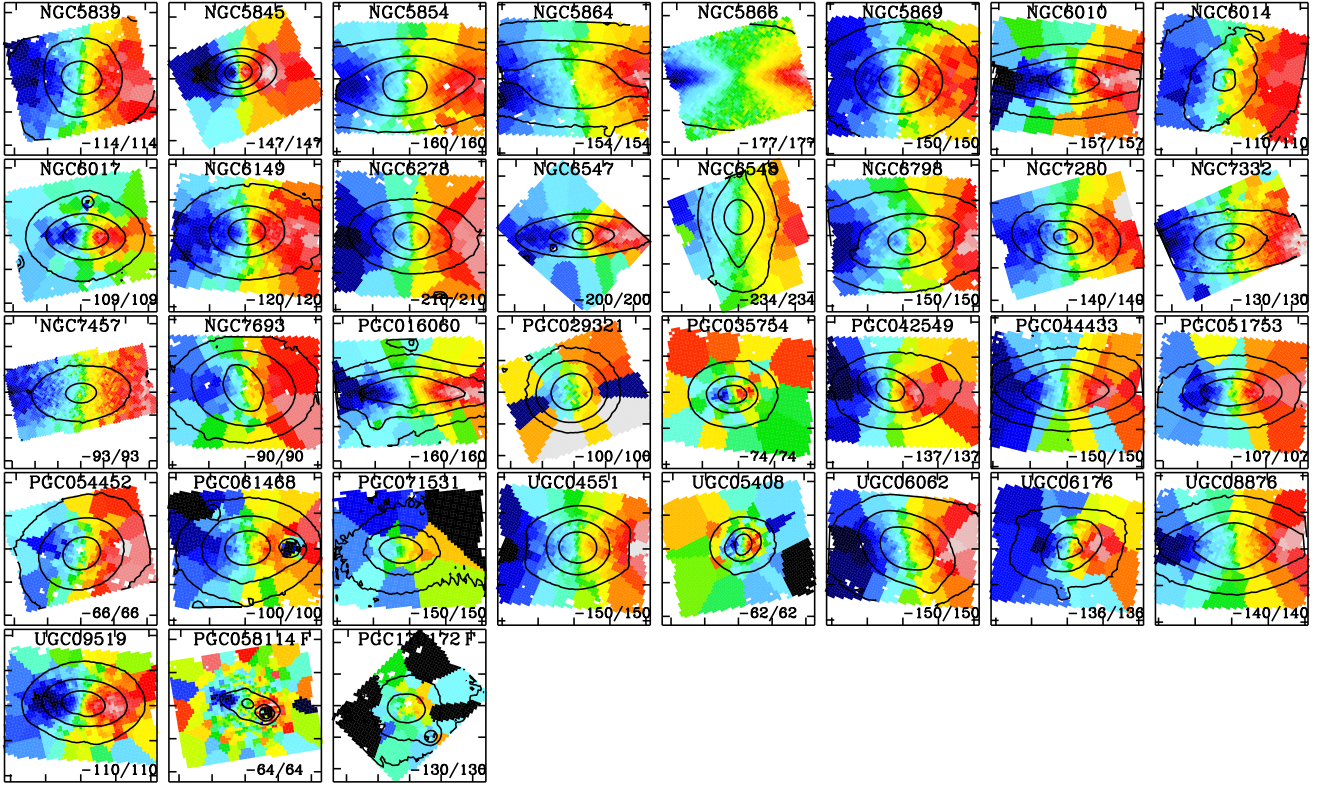 NGC5839 NGC5845 NGC5854 NGC5864 NGC5866 NGC5869 NGC6010 NGC6014
-114/114 -147/147 -160/160 -154/154 -177/177 -150/150 -157/157 -110/110
NGC6017 NGC6149 NGC6278 NGC6547 NGC6548 NGC6798 NGC7280 NGC7332
-109/109 -120/120 -210/210 -200/200 -234/234 -150/150 -140/140 -130/130
NGC7457 NGC7693 PGC016060 PGC029321 PGC035754 PGC042549 PGC044433 PGC051753
-93/93 -90/90 -160/160 -100/100 -74/74 -137/137 -150/150 -107/107
PGC054452 PGC061468 PGC071531 UGC04551 UGC05408 UGC06062 UGC06176 UGC08876
-66/66 -100/100 -150/150 -150/150 -62/62 -150/150 -136/136 -140/140
UGC09519 PGC058114 F F
-110/110 -64/64 -130/130